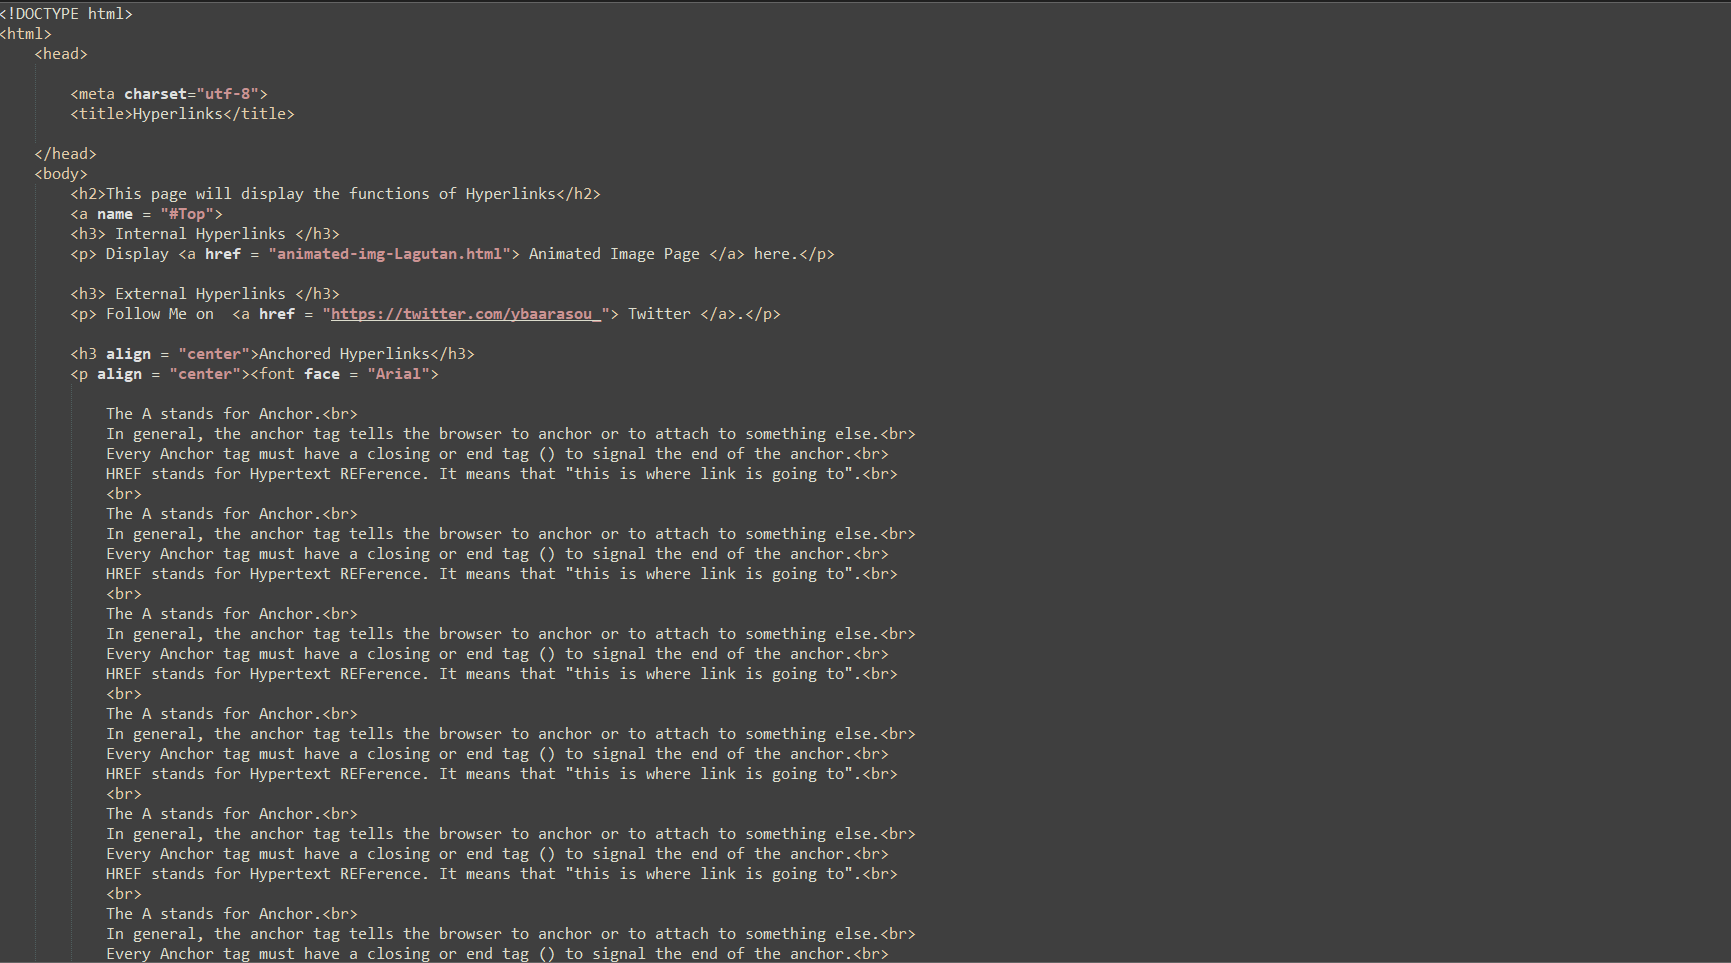 <!DOCTYPE html>
<html>
<head>
<meta charset="utf-8">
<title>Hyperlinks</title>
</head>
<body>
<h2>This page will display the functions of Hyperlinks</h2>
<a name = "#Top">
<h3> Internal Hyperlinks </h3>
<p> Display <a href = "animated-img-Lagutan.html"> Animated Image Page </a> here.</p>
<h3> External Hyperlinks </h3>
<p> Follow Me on  <a href = "https://twitter.com/ybaarasou_"> Twitter </a>.</p>
<h3 align = "center">Anchored Hyperlinks</h3>
<p align = "center"><font face = "Arial">
The A stands for Anchor.<br>
In general, the anchor tag tells the browser to anchor or to attach to something else.<br>
Every Anchor tag must have a closing or end tag () to signal the end of the anchor.<br>
HREF stands for Hypertext REFerence. It means that "this is where link is going to".<br>
<br>
The A stands for Anchor.<br>
In general, the anchor tag tells the browser to anchor or to attach to something else.<br>
Every Anchor tag must have a closing or end tag () to signal the end of the anchor.<br>
HREF stands for Hypertext REFerence. It means that "this is where link is going to".<br>
<br>
The A stands for Anchor.<br>
In general, the anchor tag tells the browser to anchor or to attach to something else.<br>
Every Anchor tag must have a closing or end tag () to signal the end of the anchor.<br>
HREF stands for Hypertext REFerence. It means that "this is where link is going to".<br>
<br>
The A stands for Anchor.<br>
In general, the anchor tag tells the browser to anchor or to attach to something else.<br>
Every Anchor tag must have a closing or end tag () to signal the end of the anchor.<br>
HREF stands for Hypertext REFerence. It means that "this is where link is going to".<br>
<br>
The A stands for Anchor.<br>
In general, the anchor tag tells the browser to anchor or to attach to something else.<br>
Every Anchor tag must have a closing or end tag () to signal the end of the anchor.<br>
HREF stands for Hypertext REFerence. It means that "this is where link is going to".<br>
<br>
The A stands for Anchor.<br>
In general, the anchor tag tells the browser to anchor or to attach to something else.<br>
Every Anchor tag must have a closing or end tag () to signal the end of the anchor.<br>